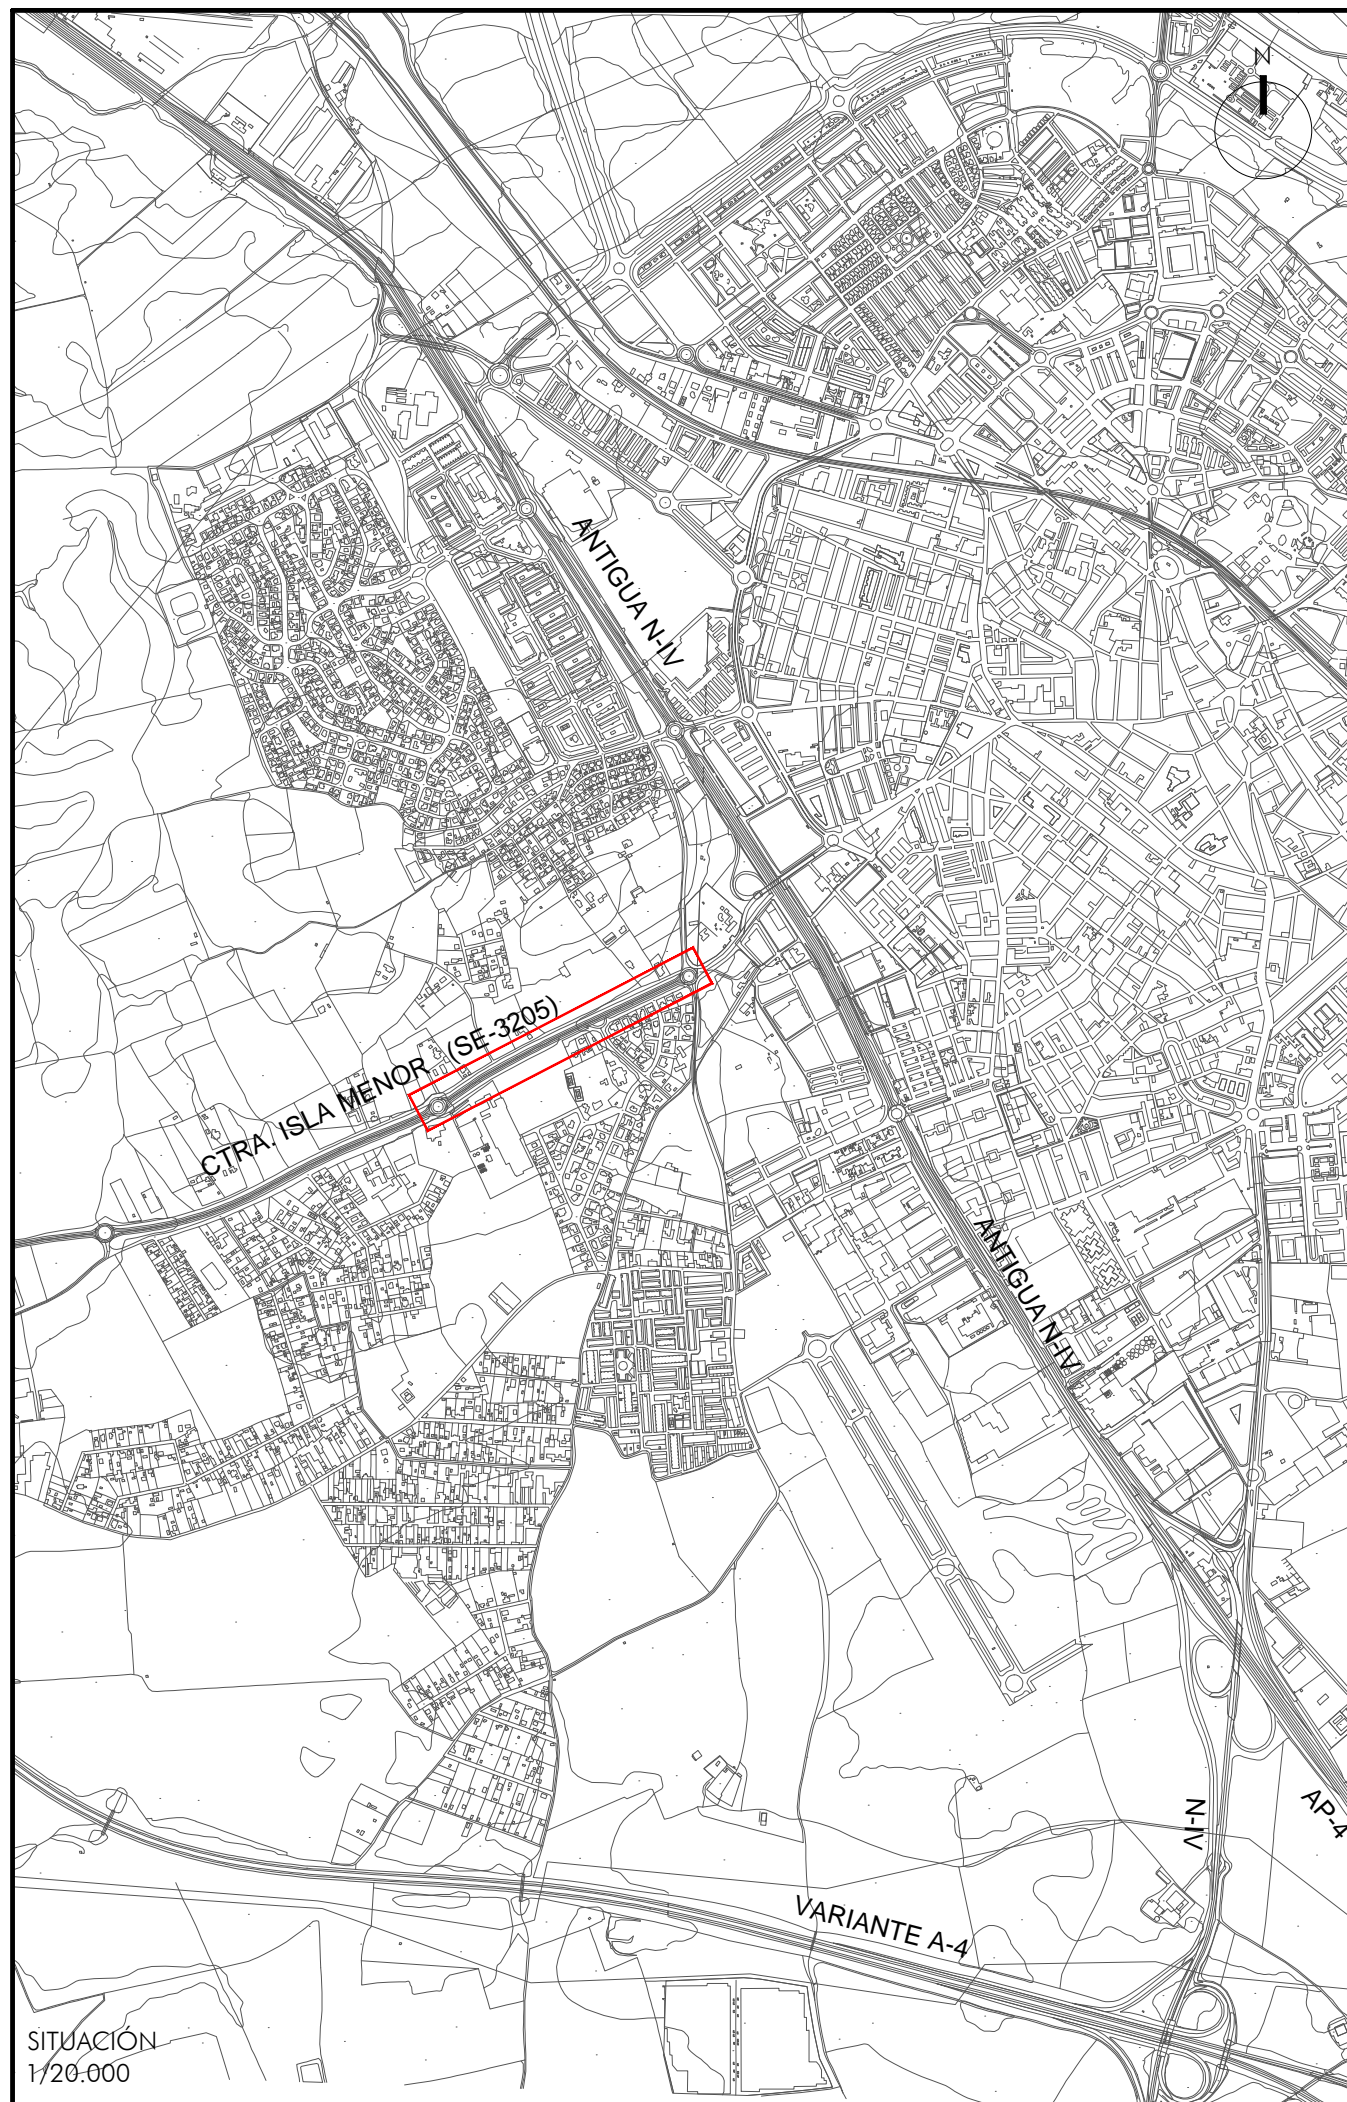 N
ANTIGUA N-IV
CTRA. ISLA MENOR (SE-3205)
ANTIGUA N-IV
N-IV
AP-4
VARIANTE A-4
SITUACIÓN
1/20.000